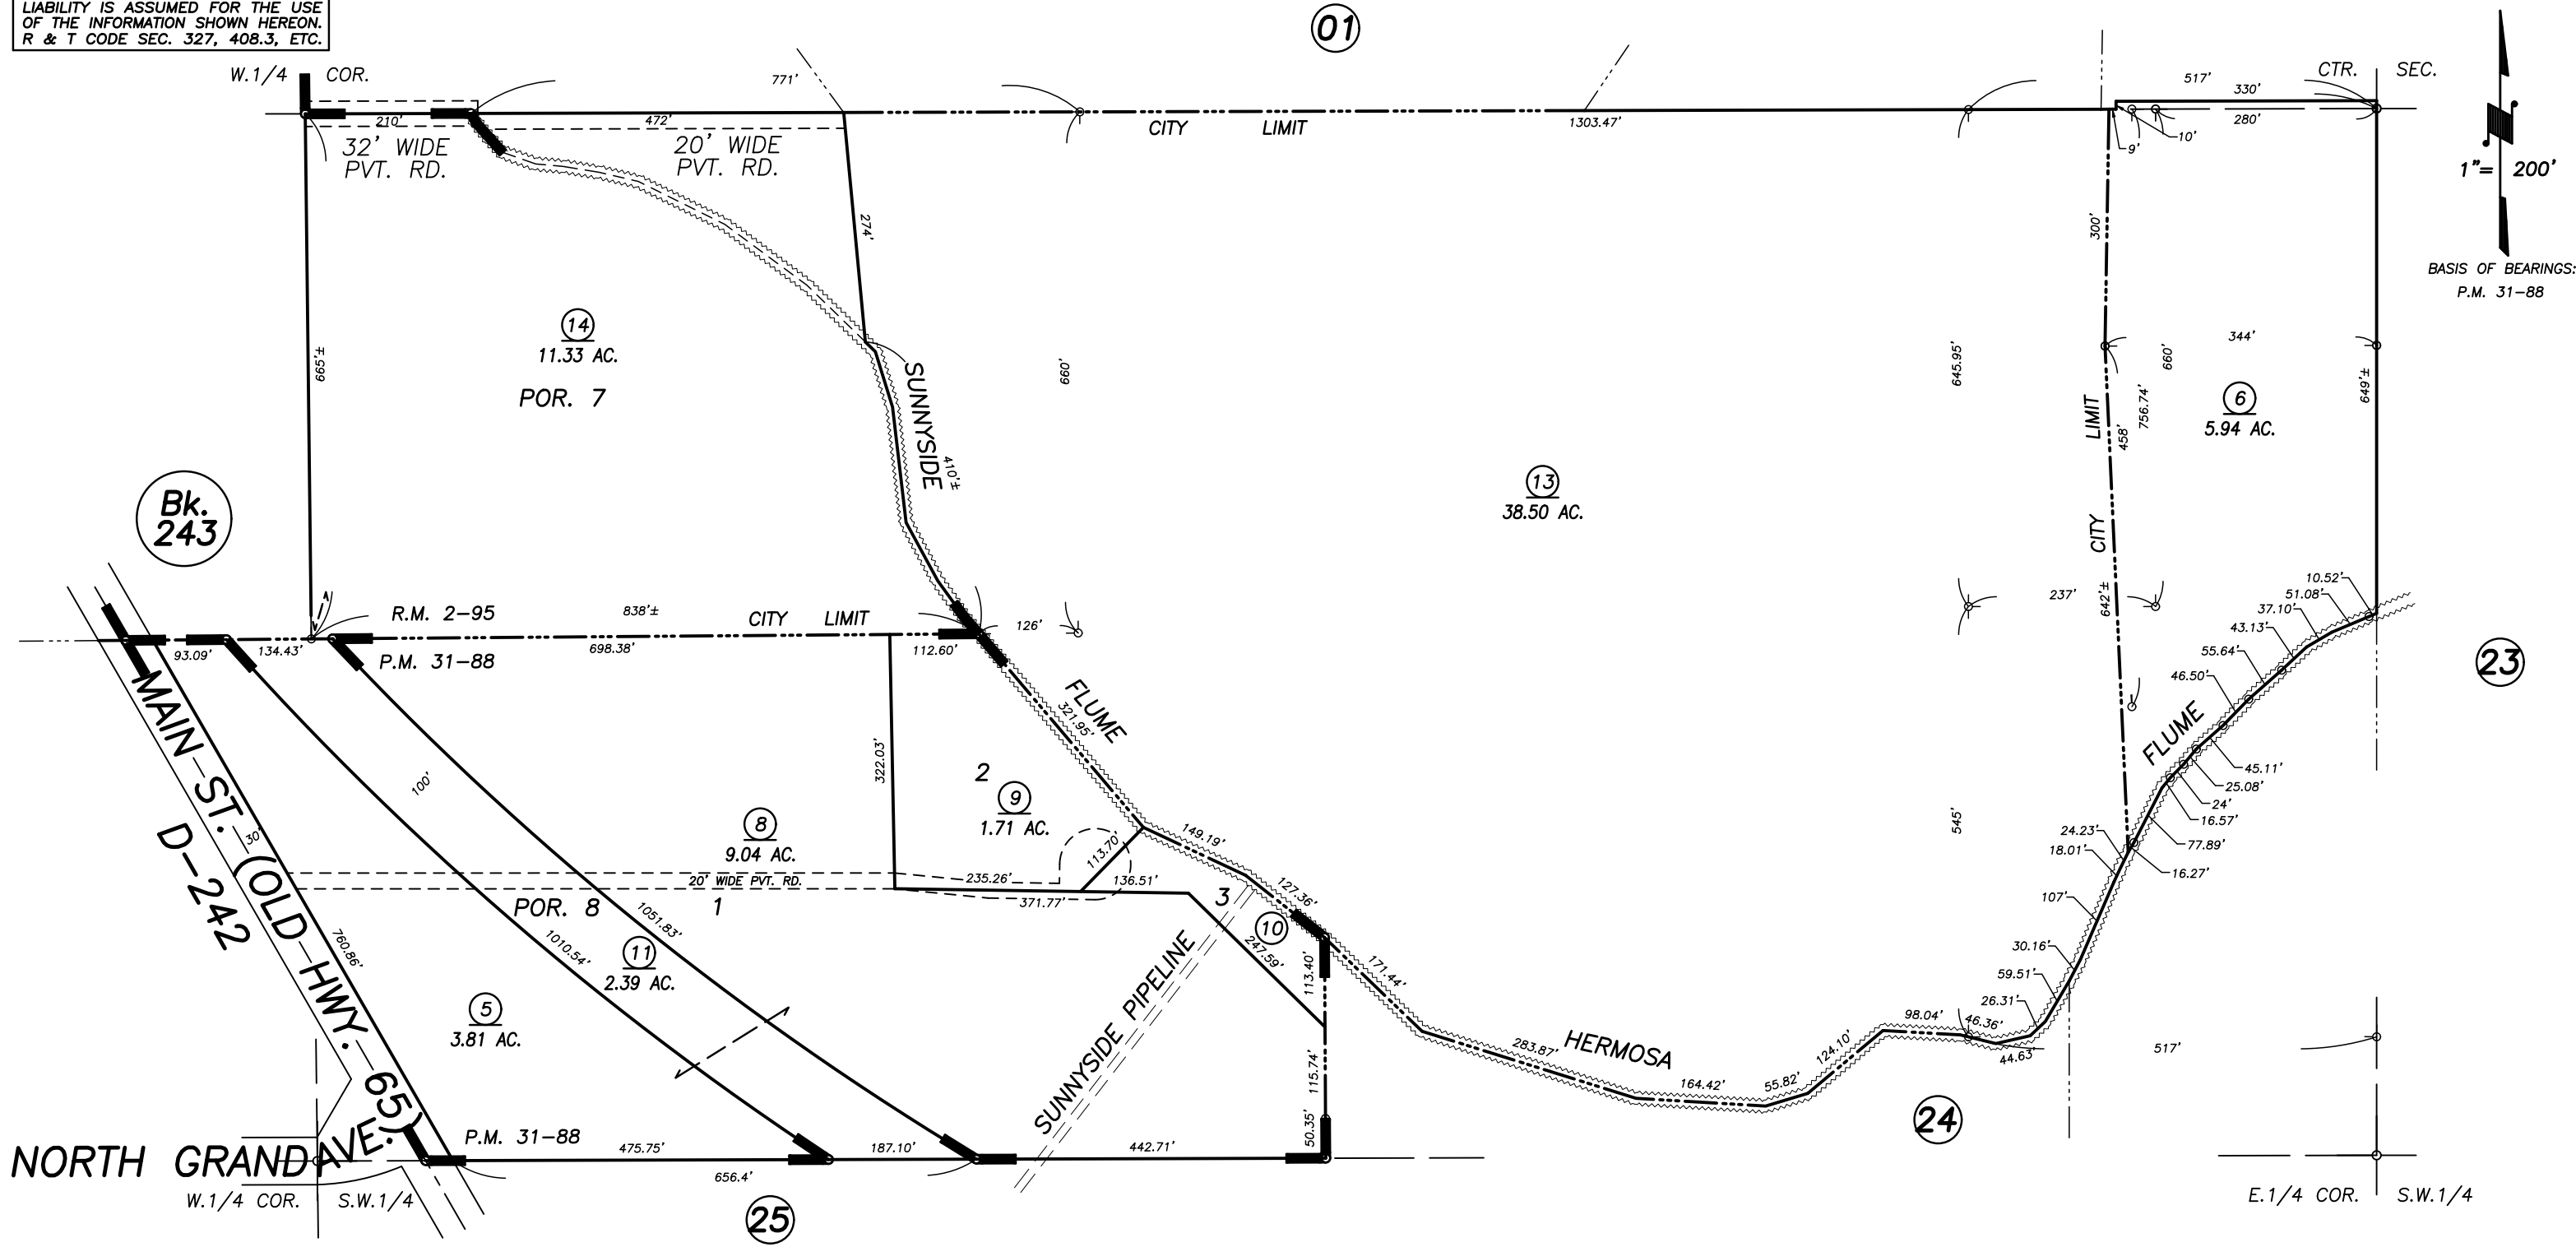 LIABILITY IS ASSUMED FOR THE USE
OF THE INFORMATION SHOWN HEREON.
R & T CODE SEC. 327, 408.3, ETC.
01
W.1/4 COR.
771'
517'
CTR. SEC.
330'
210'
472'
CITY LIMIT
1303.47'
280'
10'
9'
32' WIDE
PVT. RD.
20' WIDE
PVT. RD.
1"= 200'
BASIS OF BEARINGS:
P.M. 31-88
274'
300'
665'±
14
11.33 AC.
POR. 7
SUNNYSIDE
410'±
660'
645.95'
344'
660'
756.74'
458'
CITY LIMIT
642'±
649'±
6
5.94 AC.
13
38.50 AC.
Bk.
243
R.M. 2-95
838'±
CITY LIMIT
126'
237'
93.09'
134.43'
P.M. 31-88
698.38'
112.60'
10.52'
51.08'
37.10'
43.13'
55.64'
46.50'
23
FLUME
321.95'
FLUME
45.11'
25.08'
24'
16.57'
77.89'
16.27'
24.23'
18.01'
107'
30.16'
59.51'
26.31'
MAIN ST. (OLD HWY. 65)
D-242
30'
760.86'
100'
322.03'
2
9
1.71 AC.
8
9.04 AC.
545'
149.19'
113.70'
20' WIDE PVT. RD.
235.26'
136.51'
371.77'
127.36'
POR. 8
1
3
10
247.59'
113.40'
171.44'
1051.83'
1010.54'
11
2.39 AC.
5
3.81 AC.
SUNNYSIDE PIPELINE
115.74'
50.35'
283.87'
HERMOSA
164.42'
55.82'
124.10'
98.04'
46.36'
44.63'
517'
24
NORTH GRAND AVE.
P.M. 31-88
475.75'
187.10'
442.71'
656.4'
W.1/4 COR. S.W.1/4
25
E.1/4 COR. S.W.1/4